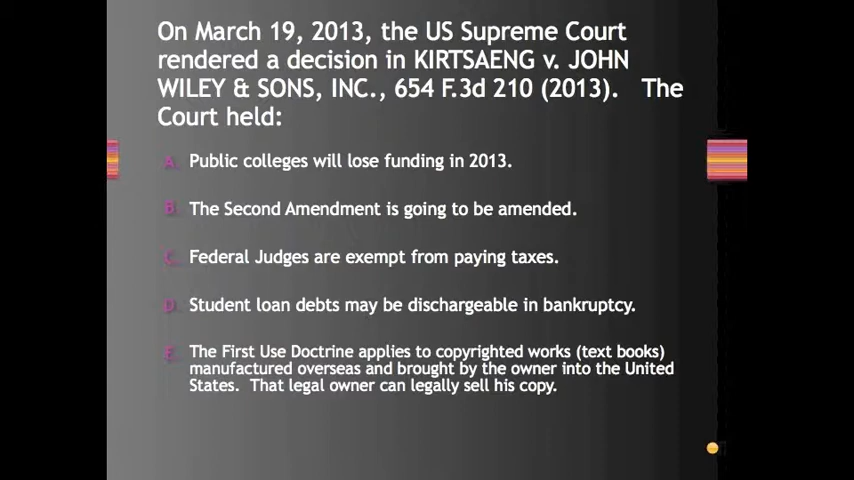 On March 19, 2013, the US Supreme Court
rendered a decision in KIRTSAENG v. JOHN
WILEY & SONS, INC., 654 F.3d 210 (2013).   The
Court held:
A. Public colleges will lose funding in 2013.
B. The Second Amendment is going to be amended.
C. Federal Judges are exempt from paying taxes.
D. Student loan debts may be dischargeable in bankruptcy.
E. The First Use Doctrine applies to copyrighted works (text books)
manufactured overseas and brought by the owner into the United
States.  That legal owner can legally sell his copy.